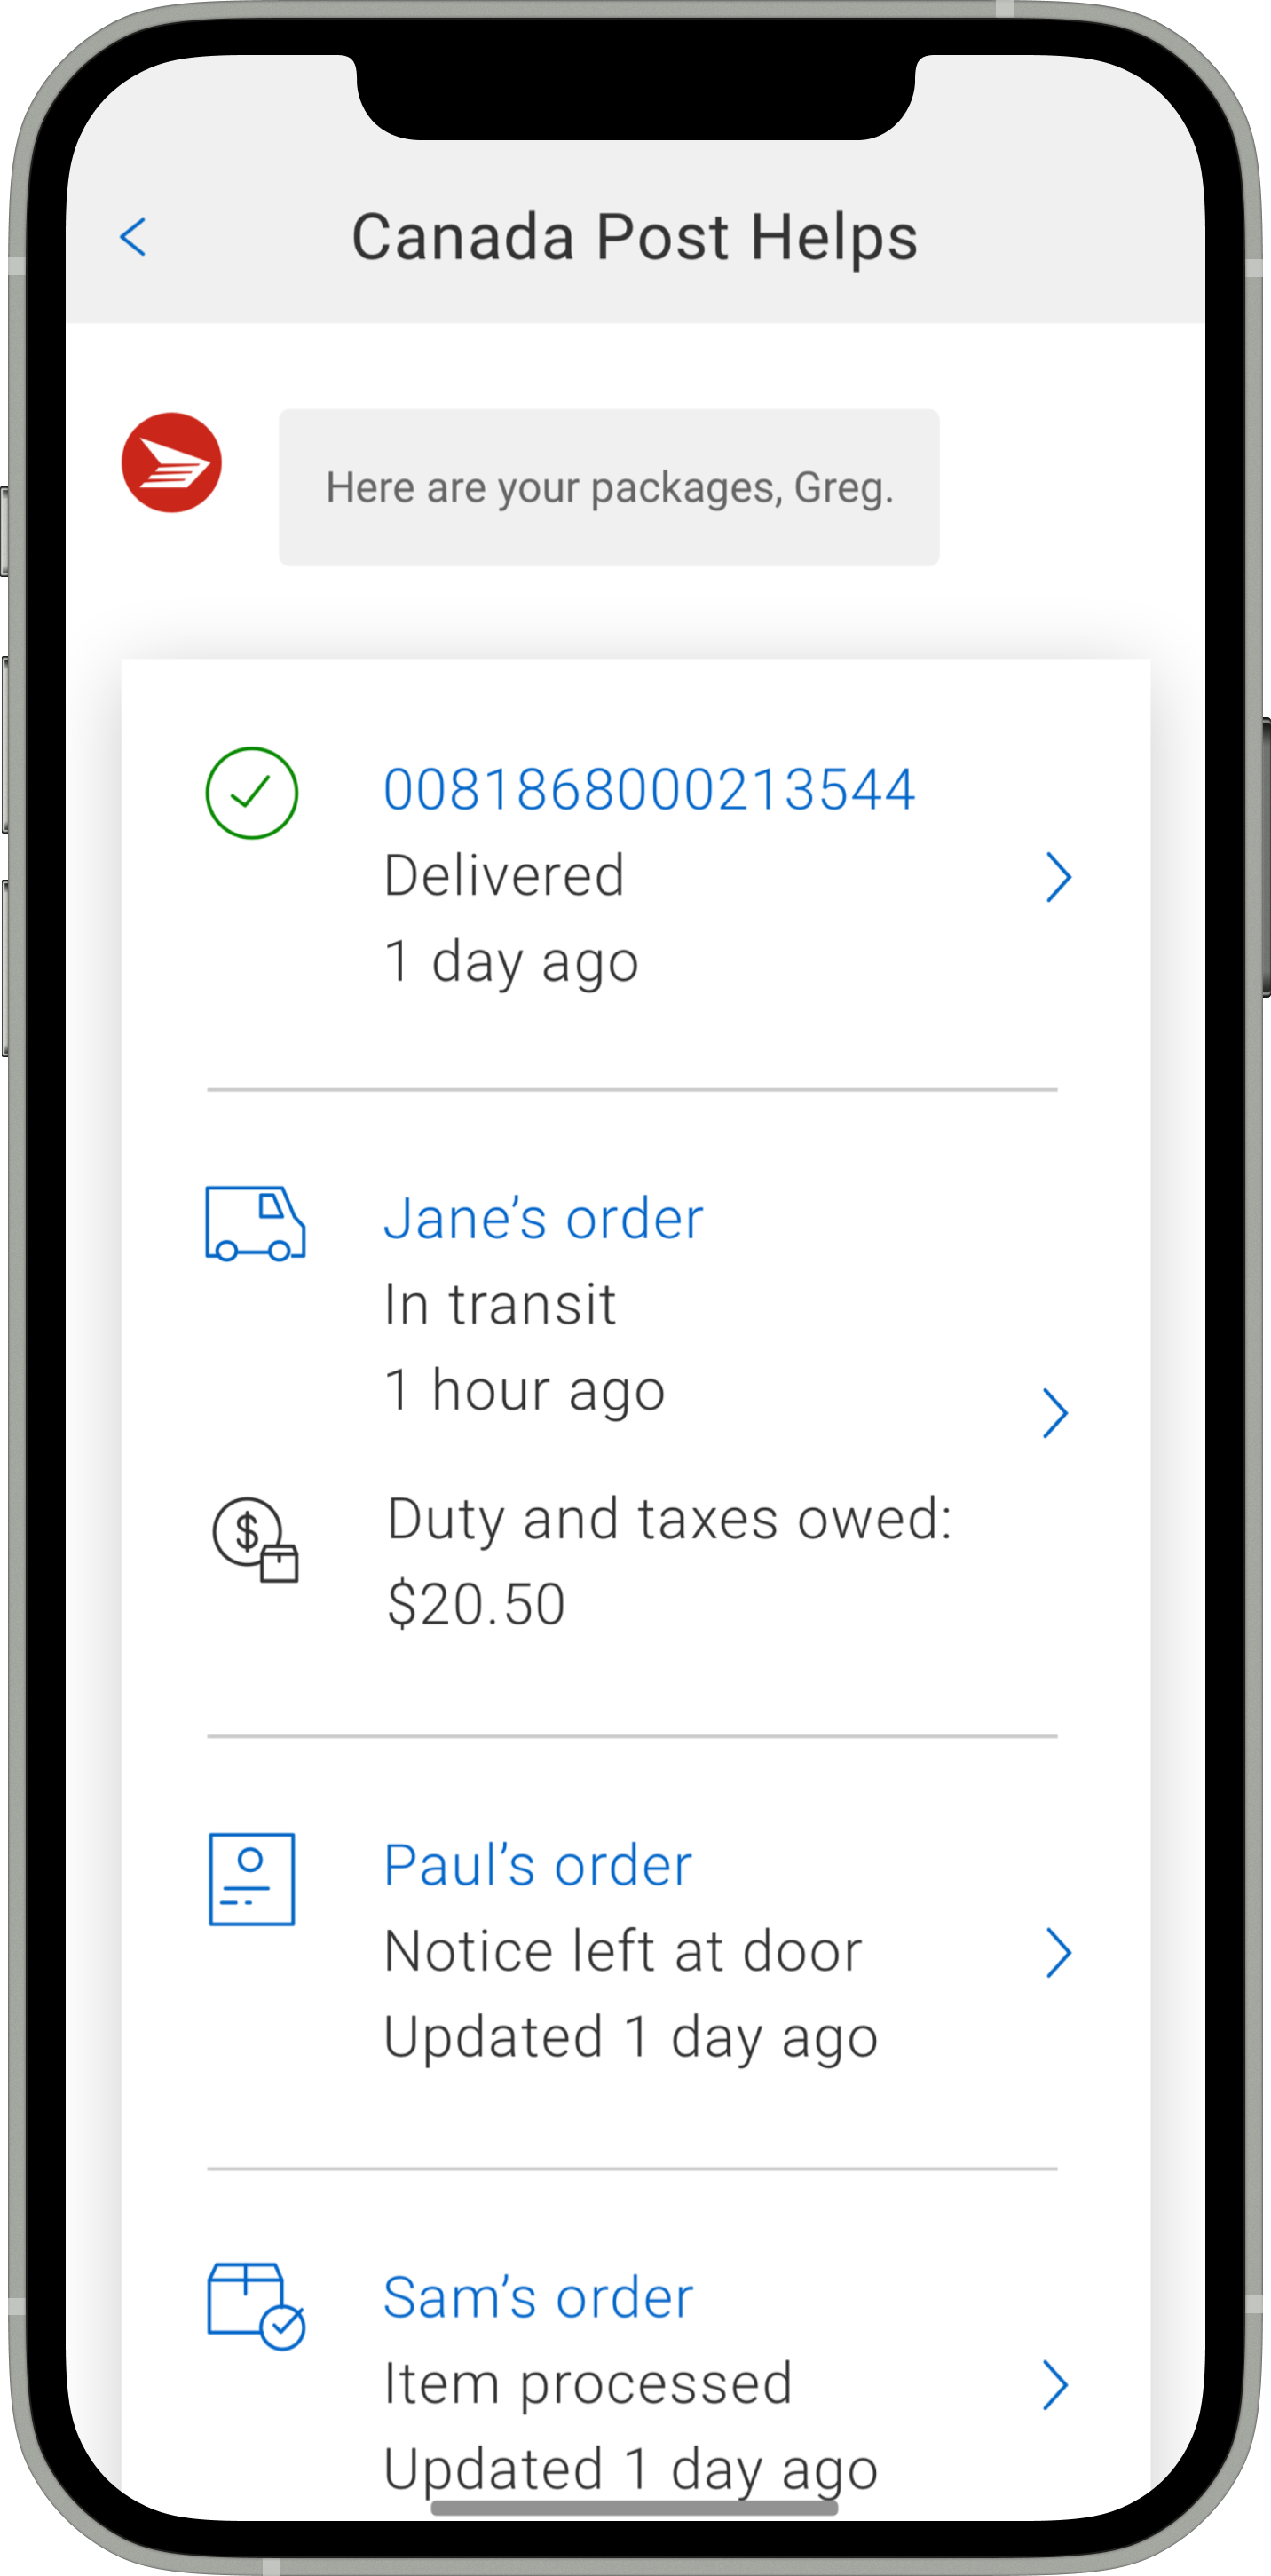 Canada Post Helps
Here are your packages, Greg.
0081868000213544
Delivered
1 day ago
Jane’s order
In transit
1 hour ago
Duty and taxes owed:
$20.50
Paul’s order
Notice left at door
Updated 1 day ago
Sam’s order
Item processed
Updated 1 day ago